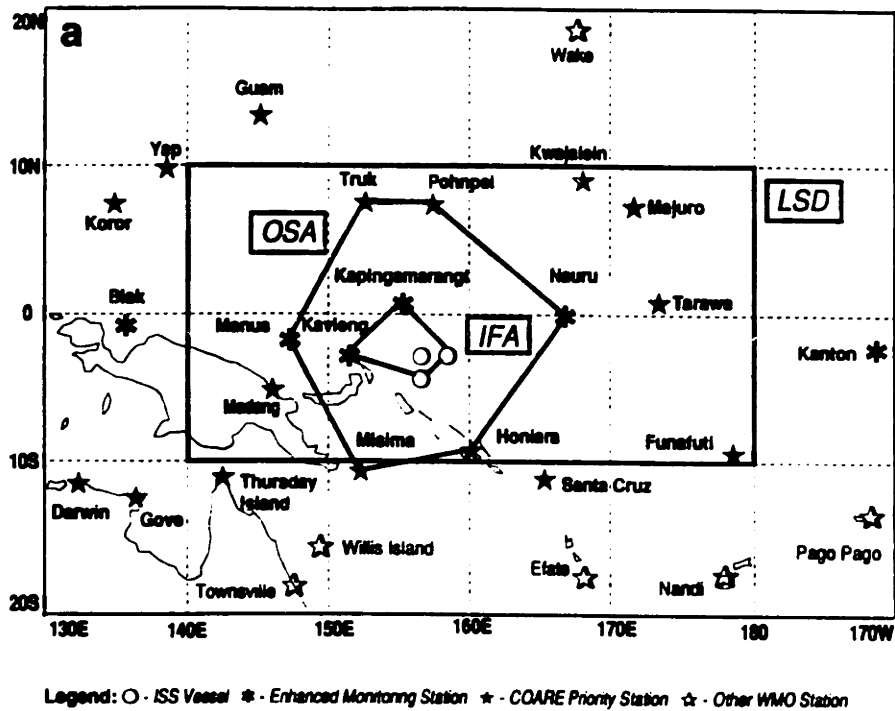 20N
a
Wake
Guam
Yap
Kwajalein
10N
Truk
Pohnpei
LSD
Koror
OSA
Majuro
Kapingamarangi
Nauru
Biak
Tarawa
0
Manus
Kavieng
IFA
Kanton
Madang
Misima
Honiara
Funafuti
10S
Thursday
Island
Santa Cruz
Darwin
Gove
Willis Island
Pago Pago
Efate
Nandi
Townsville
20S
130E 140E 150E 160E 170E 180 170W
Legend: O - ISS Vessel ✱ - Enhanced Monitoring Station ★ - COARE Priority Station ☆ - Other WMO Station